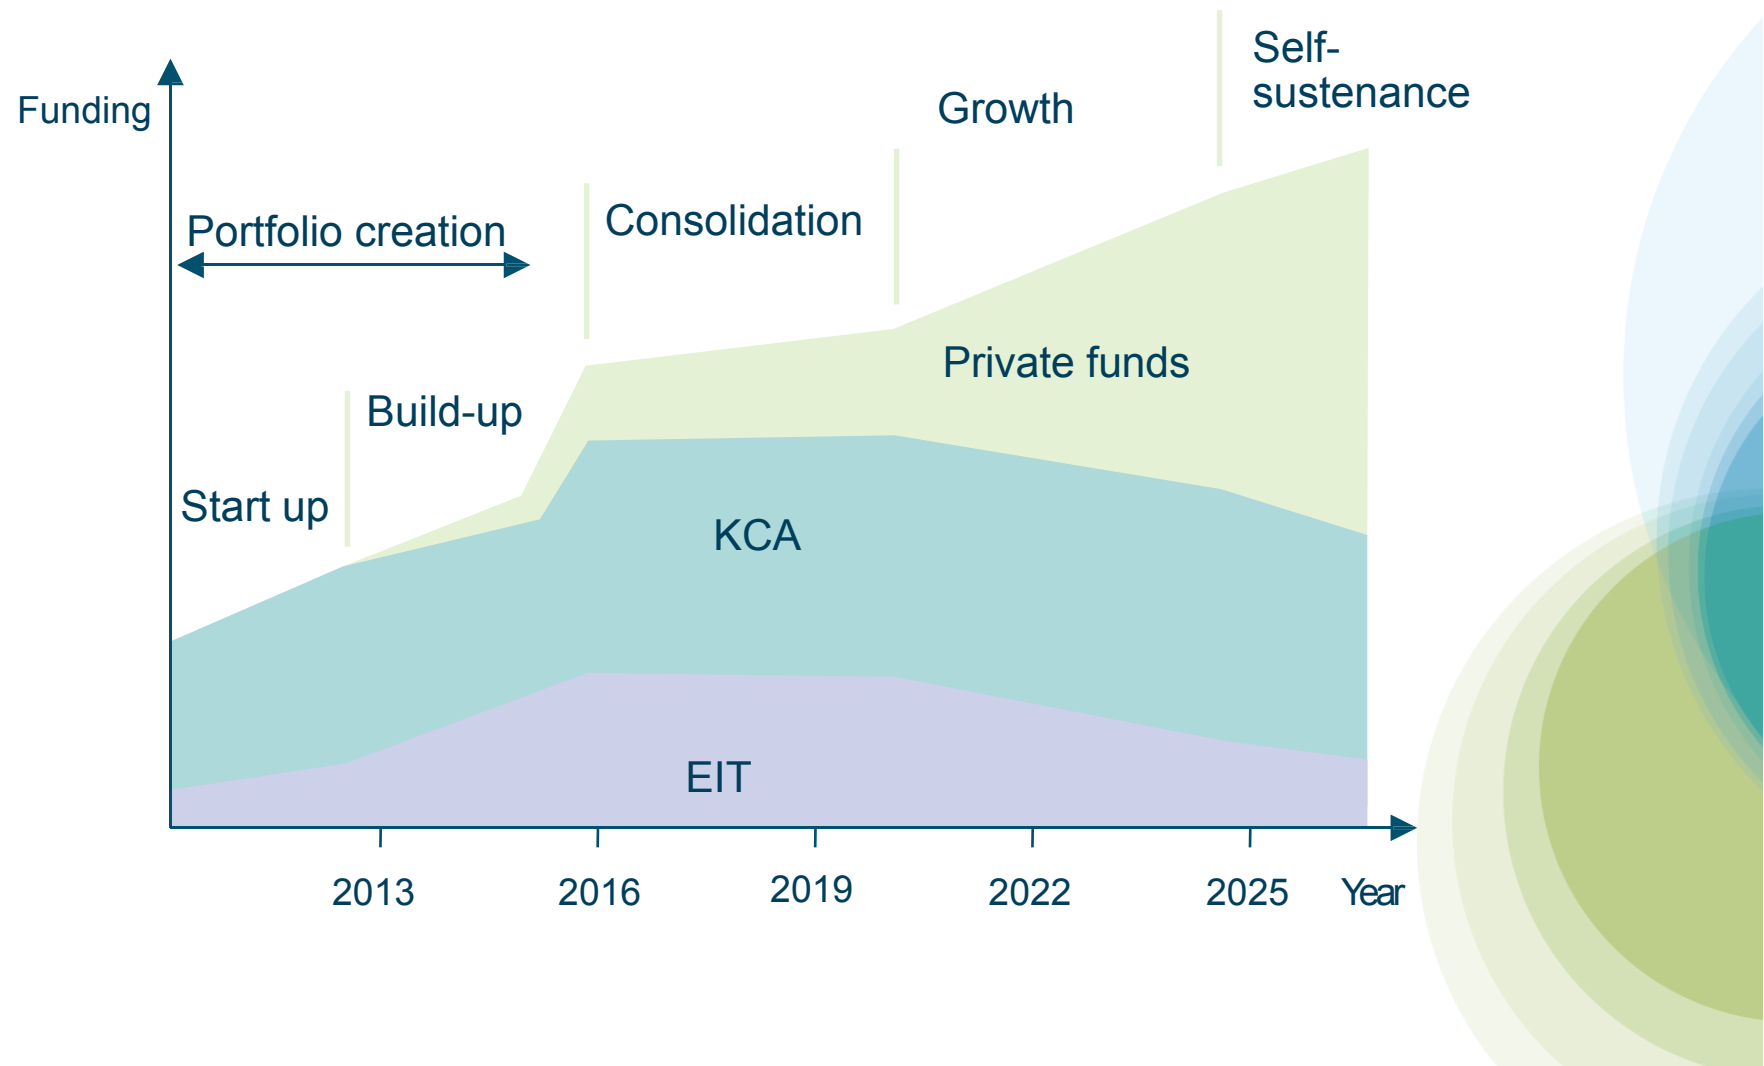 Self-
sustenance
Growth
Funding
Consolidation
Portfolio creation
Private funds
Build-up
Start up
KCA
EIT
2013
2016
2019
2022
2025
Year